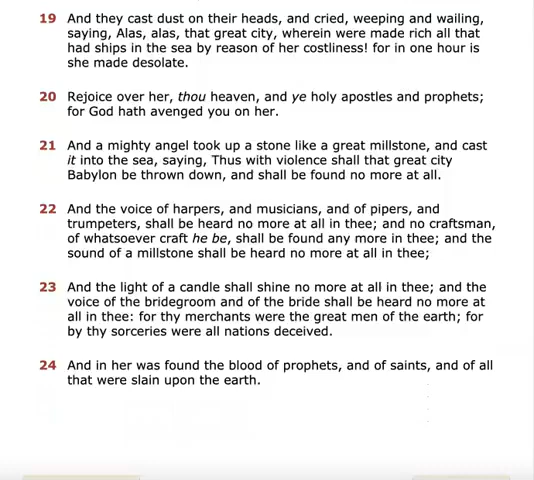 19 And they cast dust on their heads, and cried, weeping and wailing,
saying, Alas, alas, that great city, wherein were made rich all that
had ships in the sea by reason of her costliness! for in one hour is
she made desolate.
20 Rejoice over her, thou heaven, and ye holy apostles and prophets;
for God hath avenged you on her.
21 And a mighty angel took up a stone like a great millstone, and cast
it into the sea, saying, Thus with violence shall that great city
Babylon be thrown down, and shall be found no more at all.
22 And the voice of harpers, and musicians, and of pipers, and
trumpeters, shall be heard no more at all in thee; and no craftsman,
of whatsoever craft he be, shall be found any more in thee; and the
sound of a millstone shall be heard no more at all in thee;
23 And the light of a candle shall shine no more at all in thee; and the
voice of the bridegroom and of the bride shall be heard no more at
all in thee: for thy merchants were the great men of the earth; for
by thy sorceries were all nations deceived.
24 And in her was found the blood of prophets, and of saints, and of all
that were slain upon the earth.